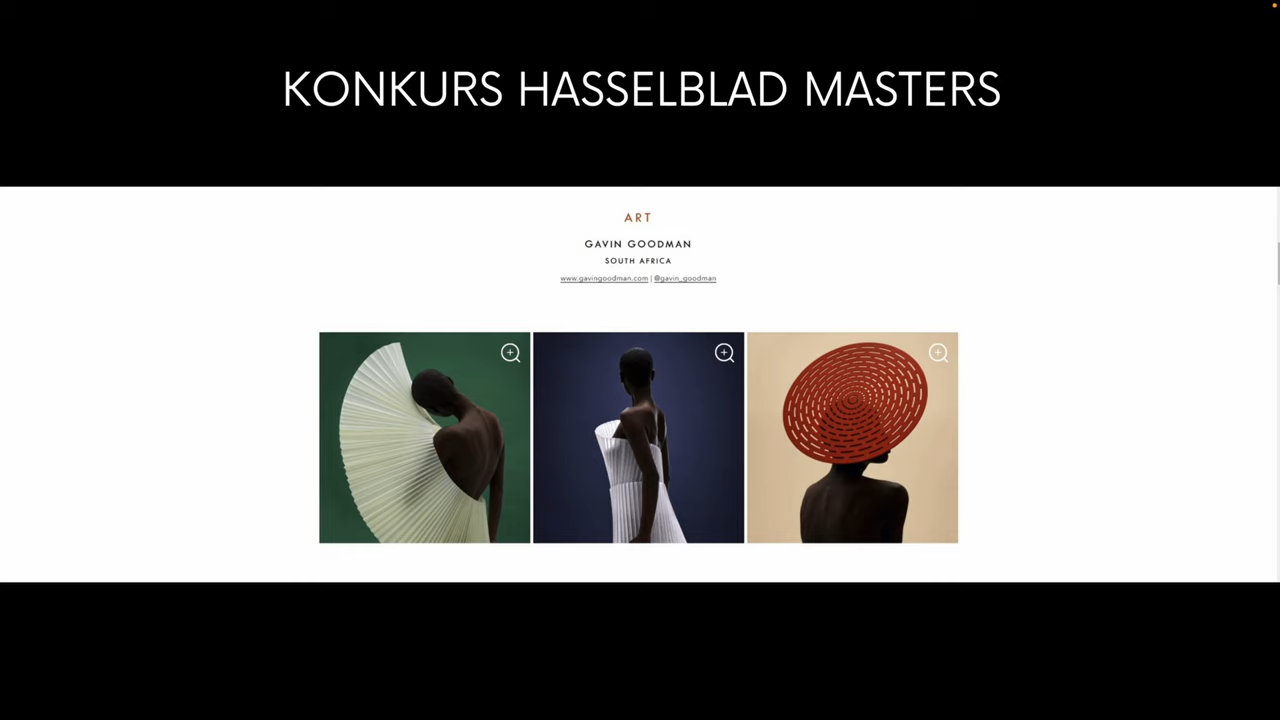 KONKURS HASSELBLAD MASTERS
ART
GAVIN GOODMAN
SOUTH AFRICA
www.gavingoodman.com | @gavin_goodman